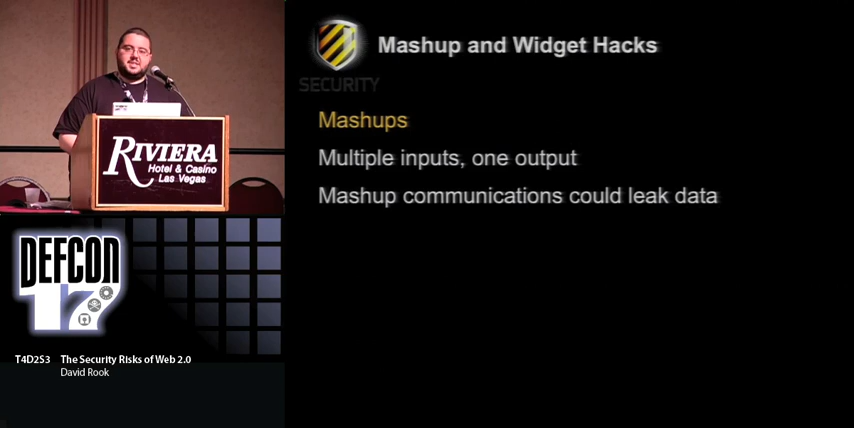 RIVIERA
Hotel & Casino
Las Vegas
DEFCON
17
T4D2S3 The Security Risks of Web 2.0
David Rook
SECURITY
Mashup and Widget Hacks
Mashups
Multiple inputs, one output
Mashup communications could leak data